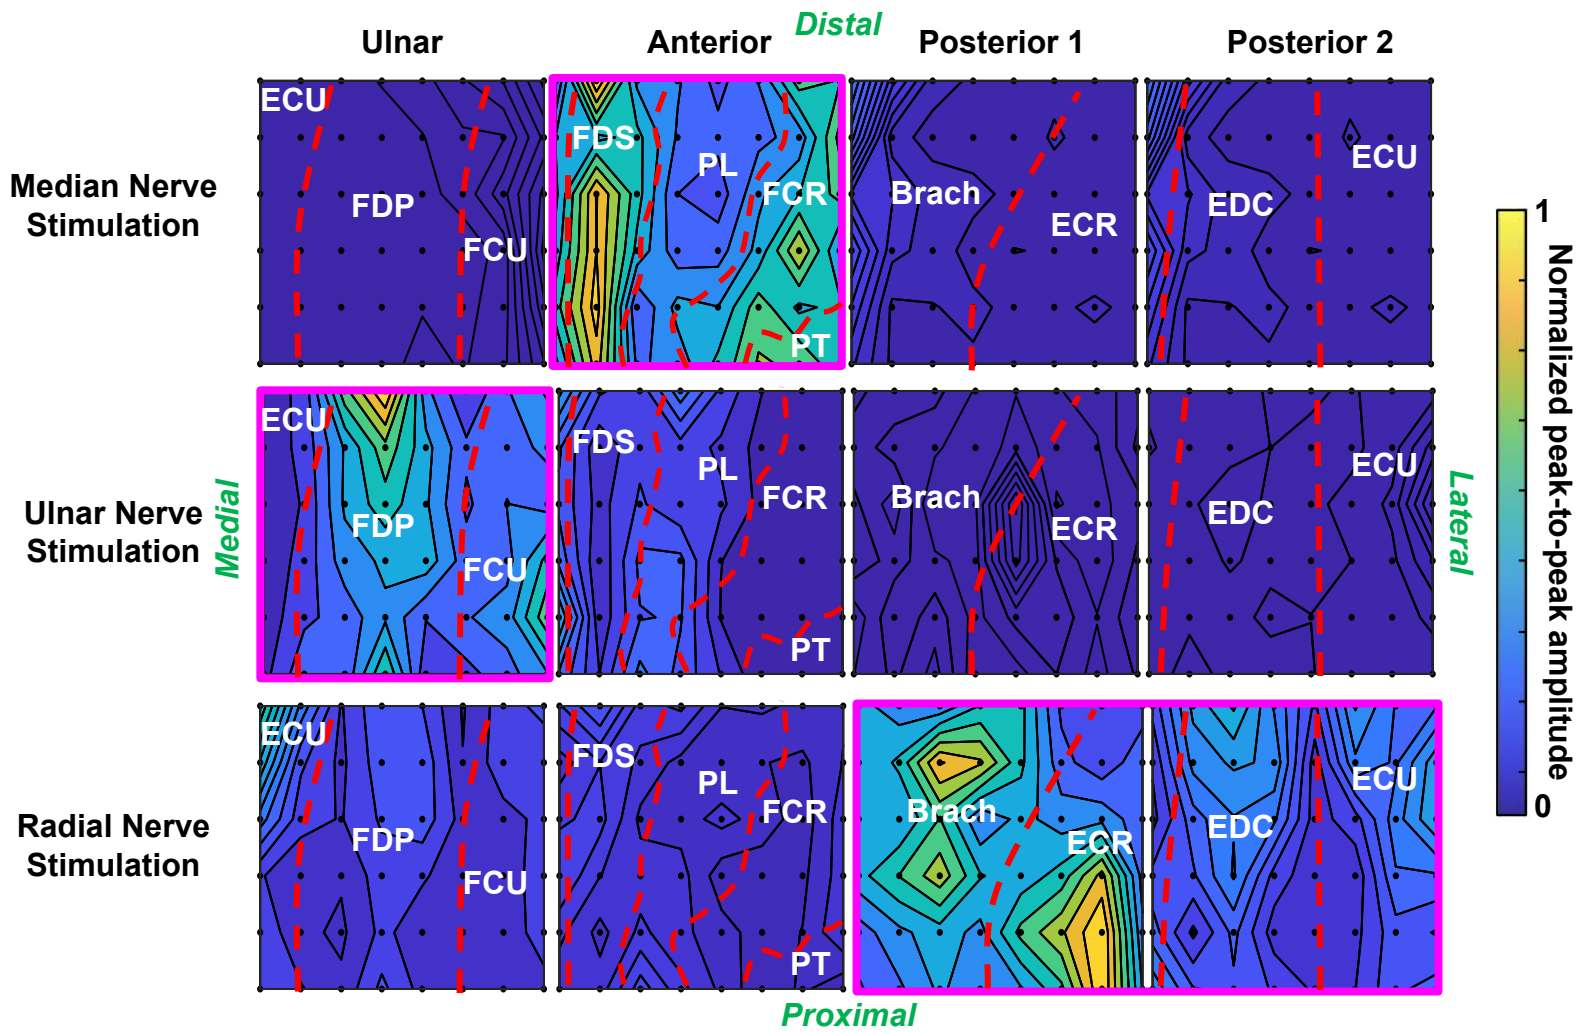 Distal
Ulnar Anterior Posterior 1 Posterior 2
Median Nerve
Stimulation
ECU FDP FCU
FDS PL FCR PT
Brach ECR
EDC ECU
Ulnar Nerve
Stimulation
Medial
ECU FDP FCU
FDS PL FCR PT
Brach ECR
EDC ECU
Lateral
Radial Nerve
Stimulation
ECU FDP FCU
FDS PL FCR PT
Brach ECR
EDC ECU
Proximal
1
Normalized peak-to-peak amplitude
0